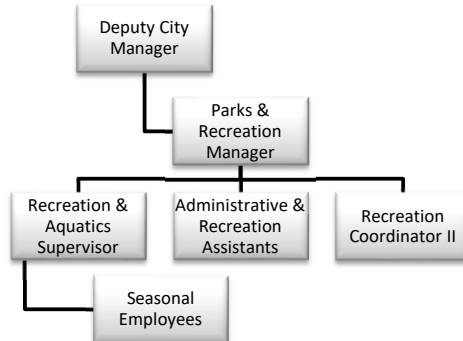 Deputy City
Manager
Parks &
Recreation
Manager
Recreation &
Aquatics
Supervisor
Administrative &
Recreation
Assistants
Recreation
Coordinator II
Seasonal
Employees